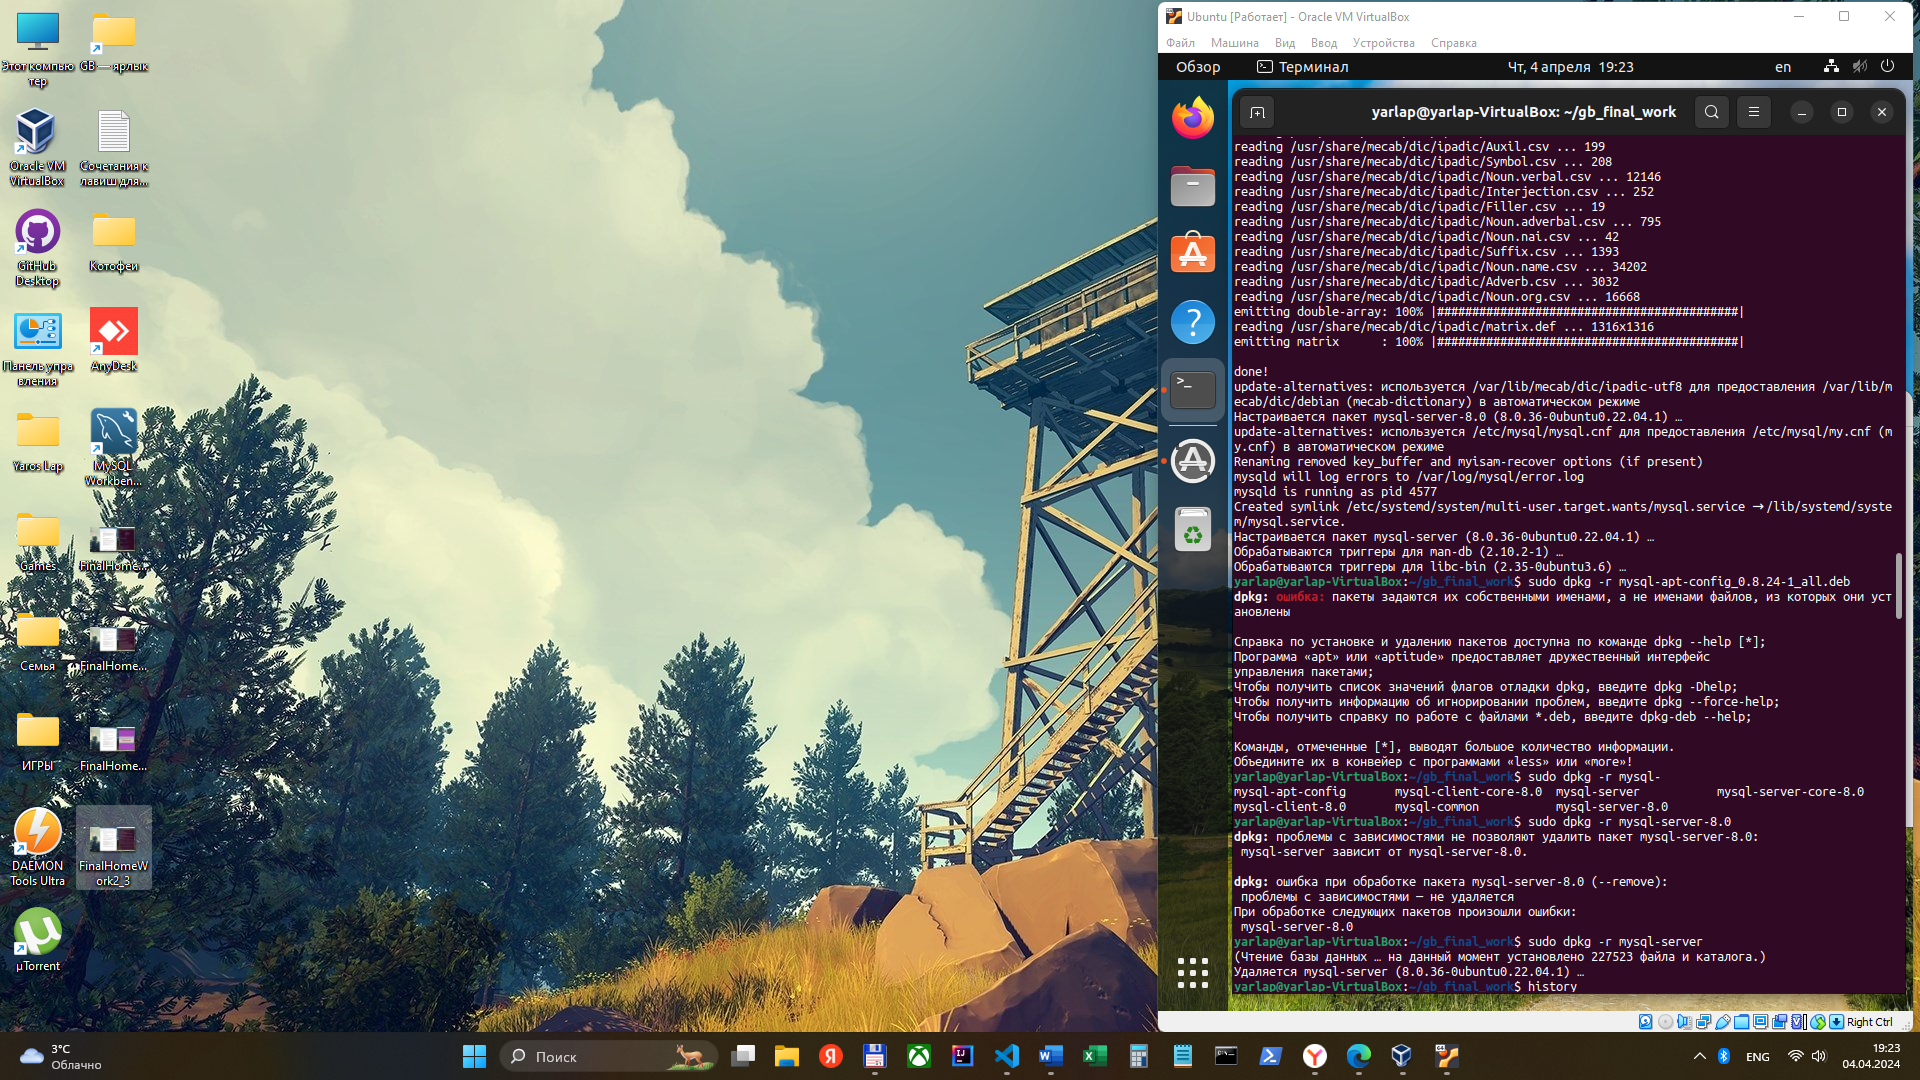 Этот компью
тер
GB — ярлык
Oracle VM
VirtualBox
Сочетания к
лавиш для...
GitHub
Desktop
Котофеи
Панель упра
вления
AnyDesk
Yaros Lap
MySQL
Workben...
Games
FinalHome...
Семья
FinalHome...
ИГРЫ
FinalHome...
DAEMON
Tools Ultra
FinalHomeW
ork2_3
µTorrent
Ubuntu [Работает] - Oracle VM VirtualBox
Файл Машина Вид Ввод Устройства Справка
Обзор Терминал Чт, 4 апреля 19:23 en
yarlap@yarlap-VirtualBox: ~/gb_final_work
reading /usr/share/mecab/dic/ipadic/Auxil.csv ... 199
reading /usr/share/mecab/dic/ipadic/Symbol.csv ... 208
reading /usr/share/mecab/dic/ipadic/Noun.verbal.csv ... 12146
reading /usr/share/mecab/dic/ipadic/Interjection.csv ... 252
reading /usr/share/mecab/dic/ipadic/Filler.csv ... 19
reading /usr/share/mecab/dic/ipadic/Noun.adverbal.csv ... 795
reading /usr/share/mecab/dic/ipadic/Noun.nai.csv ... 42
reading /usr/share/mecab/dic/ipadic/Suffix.csv ... 1393
reading /usr/share/mecab/dic/ipadic/Noun.name.csv ... 34202
reading /usr/share/mecab/dic/ipadic/Adverb.csv ... 3032
reading /usr/share/mecab/dic/ipadic/Noun.org.csv ... 16668
emitting double-array: 100% |###########################################|
reading /usr/share/mecab/dic/ipadic/matrix.def ... 1316x1316
emitting matrix      : 100% |###########################################|
done!
update-alternatives: используется /var/lib/mecab/dic/ipadic-utf8 для предоставления /var/lib/m
ecab/dic/debian (mecab-dictionary) в автоматическом режиме
Настраивается пакет mysql-server-8.0 (8.0.36-0ubuntu0.22.04.1) …
update-alternatives: используется /etc/mysql/mysql.cnf для предоставления /etc/mysql/my.cnf (m
y.cnf) в автоматическом режиме
Renaming removed key_buffer and myisam-recover options (if present)
mysqld will log errors to /var/log/mysql/error.log
mysqld is running as pid 4577
Created symlink /etc/systemd/system/multi-user.target.wants/mysql.service → /lib/systemd/syste
m/mysql.service.
Настраивается пакет mysql-server (8.0.36-0ubuntu0.22.04.1) …
Обрабатываются триггеры для man-db (2.10.2-1) …
Обрабатываются триггеры для libc-bin (2.35-0ubuntu3.6) …
yarlap@yarlap-VirtualBox:~/gb_final_work$ sudo dpkg -r mysql-apt-config_0.8.24-1_all.deb
dpkg: ошибка: пакеты задаются их собственными именами, а не именами файлов, из которых они уст
ановлены
Справка по установке и удалению пакетов доступна по команде dpkg --help [*];
Программа «apt» или «aptitude» предоставляет дружественный интерфейс
управления пакетами;
Чтобы получить список значений флагов отладки dpkg, введите dpkg -Dhelp;
Чтобы получить информацию об игнорировании проблем, введите dpkg --force-help;
Чтобы получить справку по работе с файлами *.deb, введите dpkg-deb --help;
Команды, отмеченные [*], выводят большое количество информации.
Объедините их в конвейер с программами «less» или «more»!
yarlap@yarlap-VirtualBox:~/gb_final_work$ sudo dpkg -r mysql-
mysql-apt-config mysql-client-core-8.0 mysql-server mysql-server-core-8.0
mysql-client-8.0 mysql-common mysql-server-8.0
yarlap@yarlap-VirtualBox:~/gb_final_work$ sudo dpkg -r mysql-server-8.0
dpkg: проблемы с зависимостями не позволяют удалить пакет mysql-server-8.0:
mysql-server зависит от mysql-server-8.0.
dpkg: ошибка при обработке пакета mysql-server-8.0 (--remove):
проблемы с зависимостями — не удаляется
При обработке следующих пакетов произошли ошибки:
mysql-server-8.0
yarlap@yarlap-VirtualBox:~/gb_final_work$ sudo dpkg -r mysql-server
(Чтение базы данных … на данный момент установлено 227523 файла и каталога.)
Удаляется mysql-server (8.0.36-0ubuntu0.22.04.1) …
yarlap@yarlap-VirtualBox:~/gb_final_work$ history
Right Ctrl
3°C
Облачно
Поиск
ENG
19:23
04.04.2024